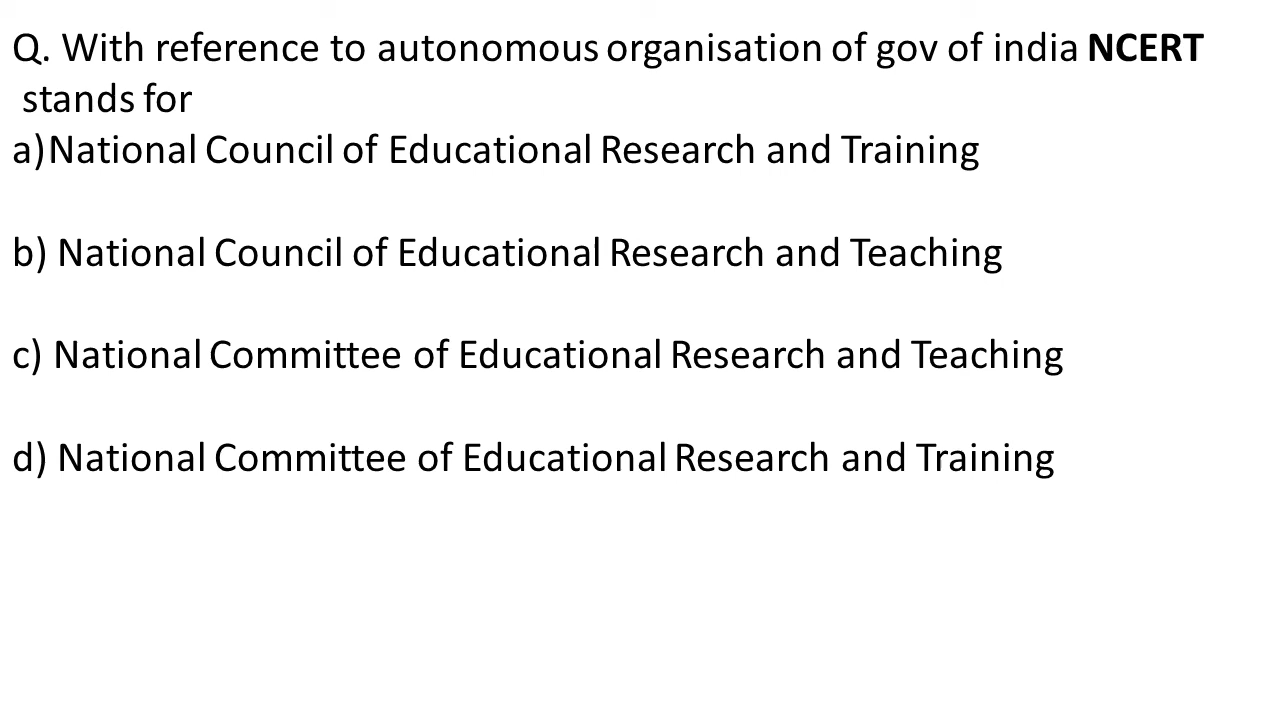 Q. With reference to autonomous organisation of gov of india NCERT
stands for
a)National Council of Educational Research and Training
b) National Council of Educational Research and Teaching
c) National Committee of Educational Research and Teaching
d) National Committee of Educational Research and Training